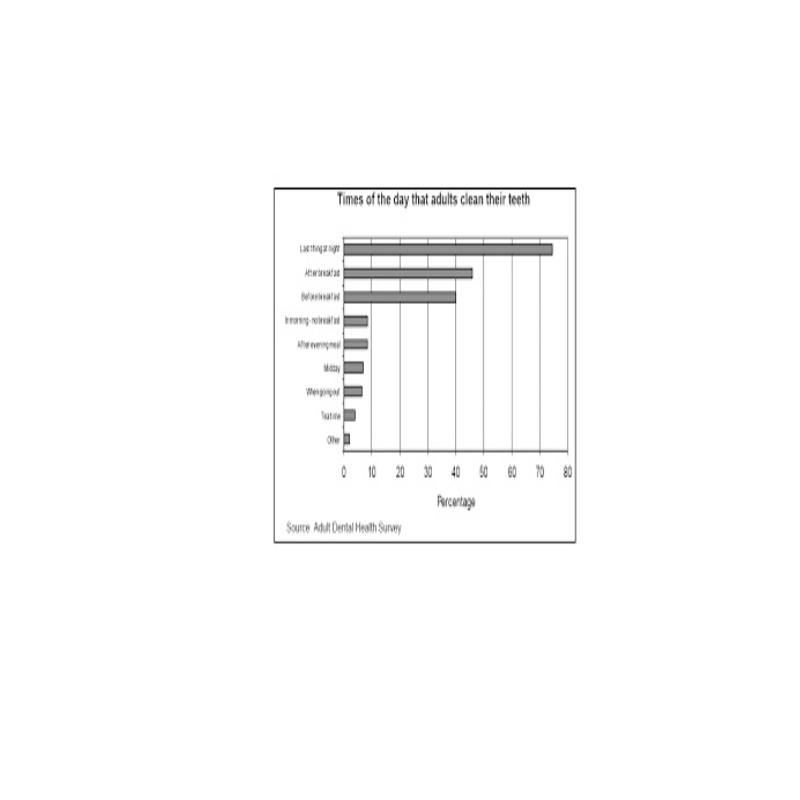 Times of the day that adults clean their teeth
Last thing at night
After breakfast
Before breakfast
In morning - no breakfast
After evening meal
Midday
When going out
Tea time
Other
0 10 20 30 40 50 60 70 80
Percentage
Source: Adult Dental Health Survey